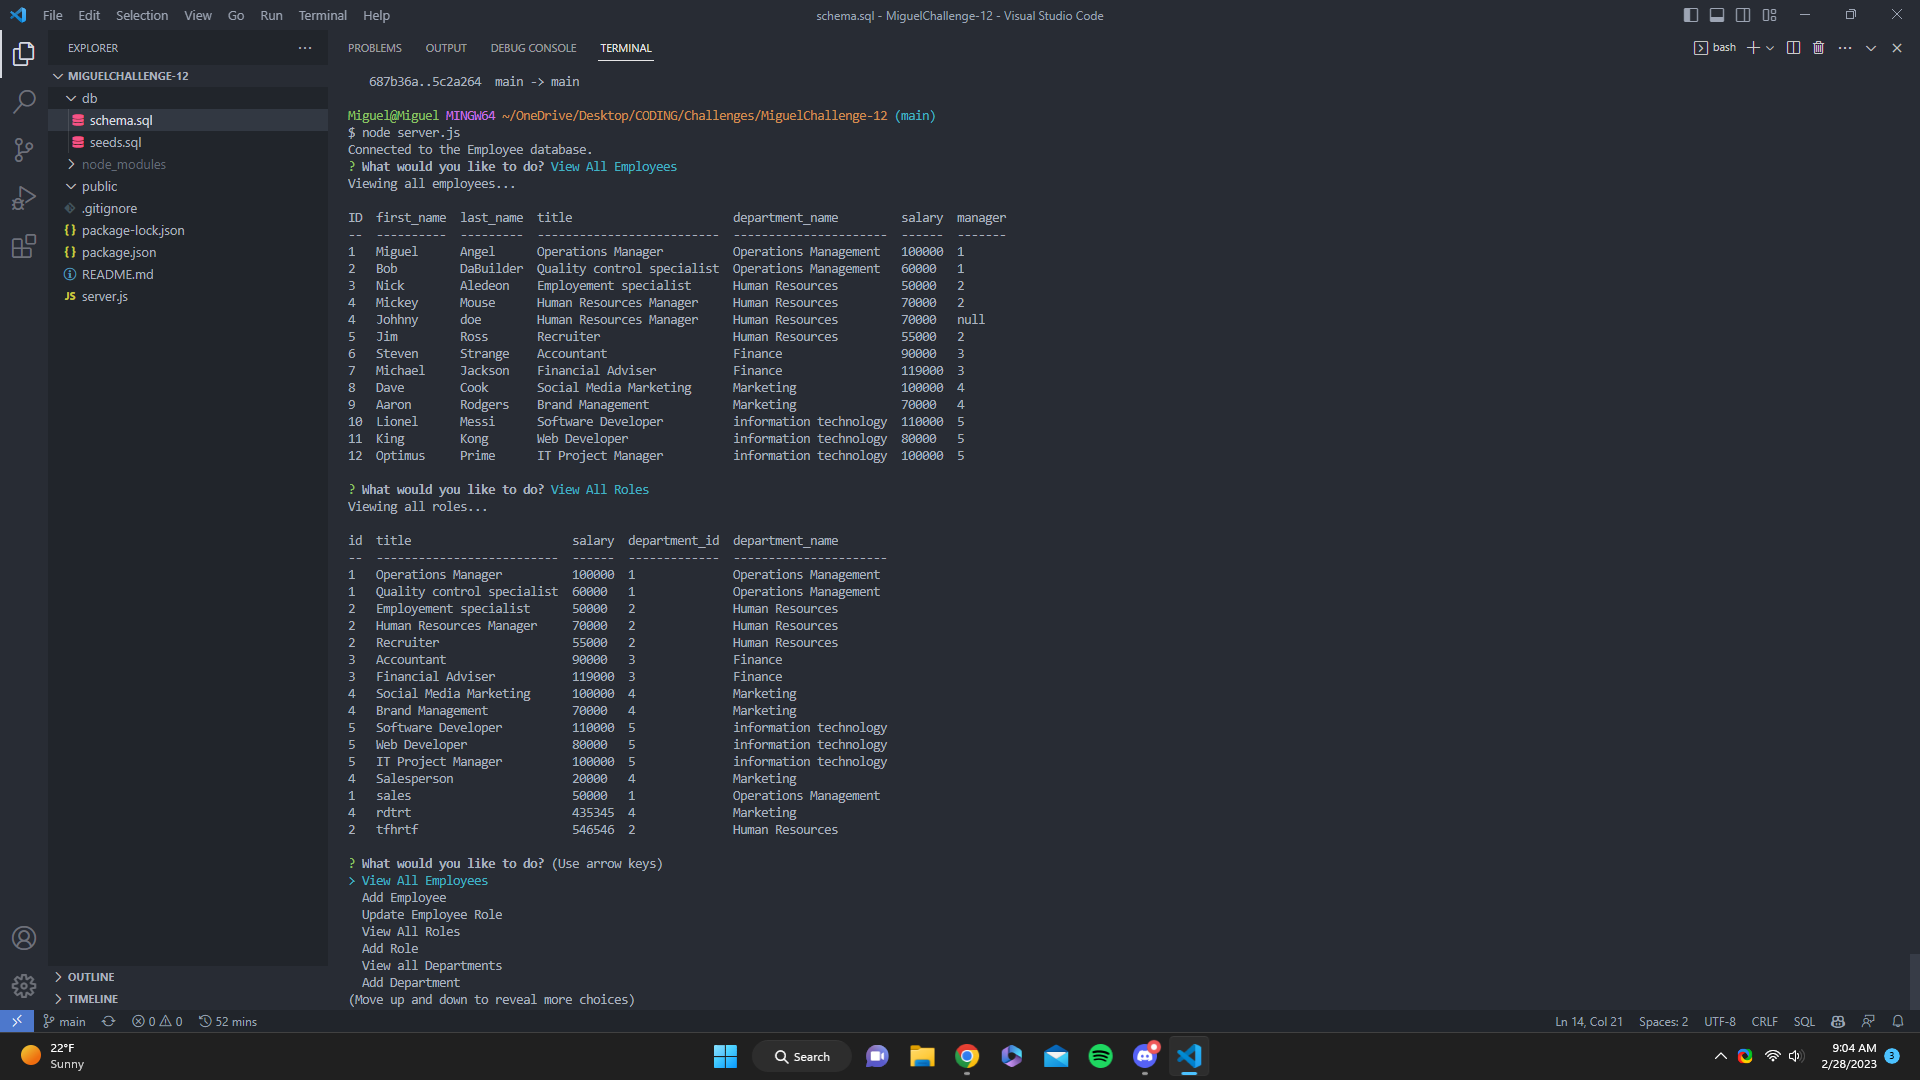 File Edit Selection View Go Run Terminal Help
schema.sql - MiguelChallenge-12 - Visual Studio Code
EXPLORER
MIGUELCHALLENGE-12
db
schema.sql
seeds.sql
node_modules
public
.gitignore
package-lock.json
package.json
README.md
JS server.js
OUTLINE
TIMELINE
PROBLEMS OUTPUT DEBUG CONSOLE TERMINAL
bash
687b36a..5c2a264 main -> main
Miguel@Miguel MINGW64 ~/OneDrive/Desktop/CODING/Challenges/MiguelChallenge-12 (main)
$ node server.js
Connected to the Employee database.
? What would you like to do? View All Employees
Viewing all employees...
ID first_name last_name title department_name salary manager
-- ---------- --------- -------------------------- ---------------------- ------ -------
1 Miguel Angel Operations Manager Operations Management 100000 1
2 Bob DaBuilder Quality control specialist Operations Management 60000 1
3 Nick Aledeon Employement specialist Human Resources 50000 2
4 Mickey Mouse Human Resources Manager Human Resources 70000 2
4 Johhny doe Human Resources Manager Human Resources 70000 null
5 Jim Ross Recruiter Human Resources 55000 2
6 Steven Strange Accountant Finance 90000 3
7 Michael Jackson Financial Adviser Finance 119000 3
8 Dave Cook Social Media Marketing Marketing 100000 4
9 Aaron Rodgers Brand Management Marketing 70000 4
10 Lionel Messi Software Developer information technology 110000 5
11 King Kong Web Developer information technology 80000 5
12 Optimus Prime IT Project Manager information technology 100000 5
? What would you like to do? View All Roles
Viewing all roles...
id title salary department_id department_name
-- -------------------------- ------ ------------- ----------------------
1 Operations Manager 100000 1 Operations Management
1 Quality control specialist 60000 1 Operations Management
2 Employement specialist 50000 2 Human Resources
2 Human Resources Manager 70000 2 Human Resources
2 Recruiter 55000 2 Human Resources
3 Accountant 90000 3 Finance
3 Financial Adviser 119000 3 Finance
4 Social Media Marketing 100000 4 Marketing
4 Brand Management 70000 4 Marketing
5 Software Developer 110000 5 information technology
5 Web Developer 80000 5 information technology
5 IT Project Manager 100000 5 information technology
4 Salesperson 20000 4 Marketing
1 sales 50000 1 Operations Management
4 rdtrt 435345 4 Marketing
2 tfhrtf 546546 2 Human Resources
? What would you like to do? (Use arrow keys)
> View All Employees
Add Employee
Update Employee Role
View All Roles
Add Role
View all Departments
Add Department
(Move up and down to reveal more choices)
main 0 0 52 mins
Ln 14, Col 21 Spaces: 2 UTF-8 CRLF SQL
22°F
Sunny
Search
9:04 AM
2/28/2023
3